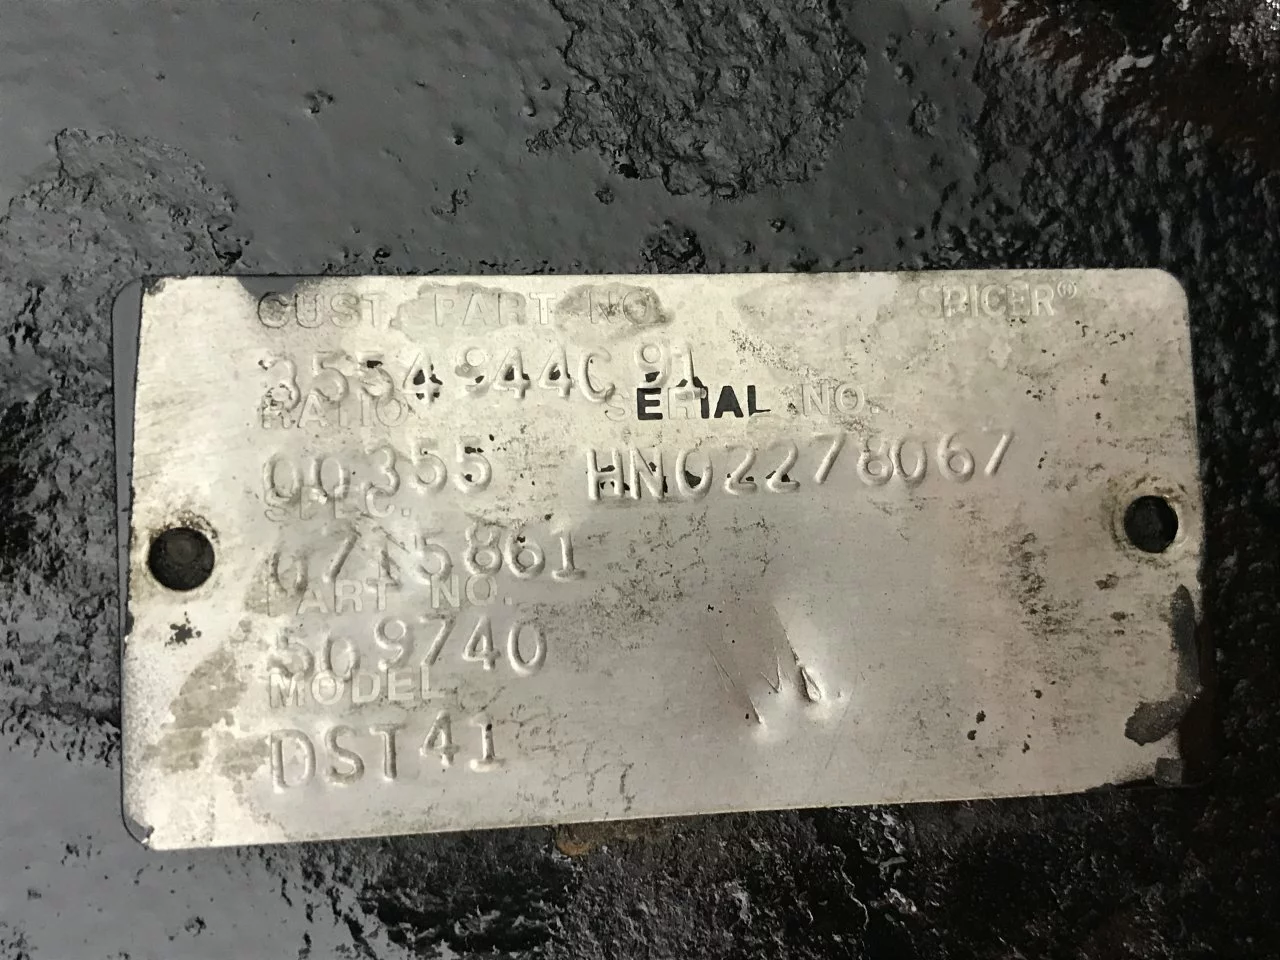 CUST. PART NO. SPICER®
3554944C91
RATIO SERIAL NO.
00355 HN02278067
SPEC.
0715861
PART NO.
509740
MODEL
DST41